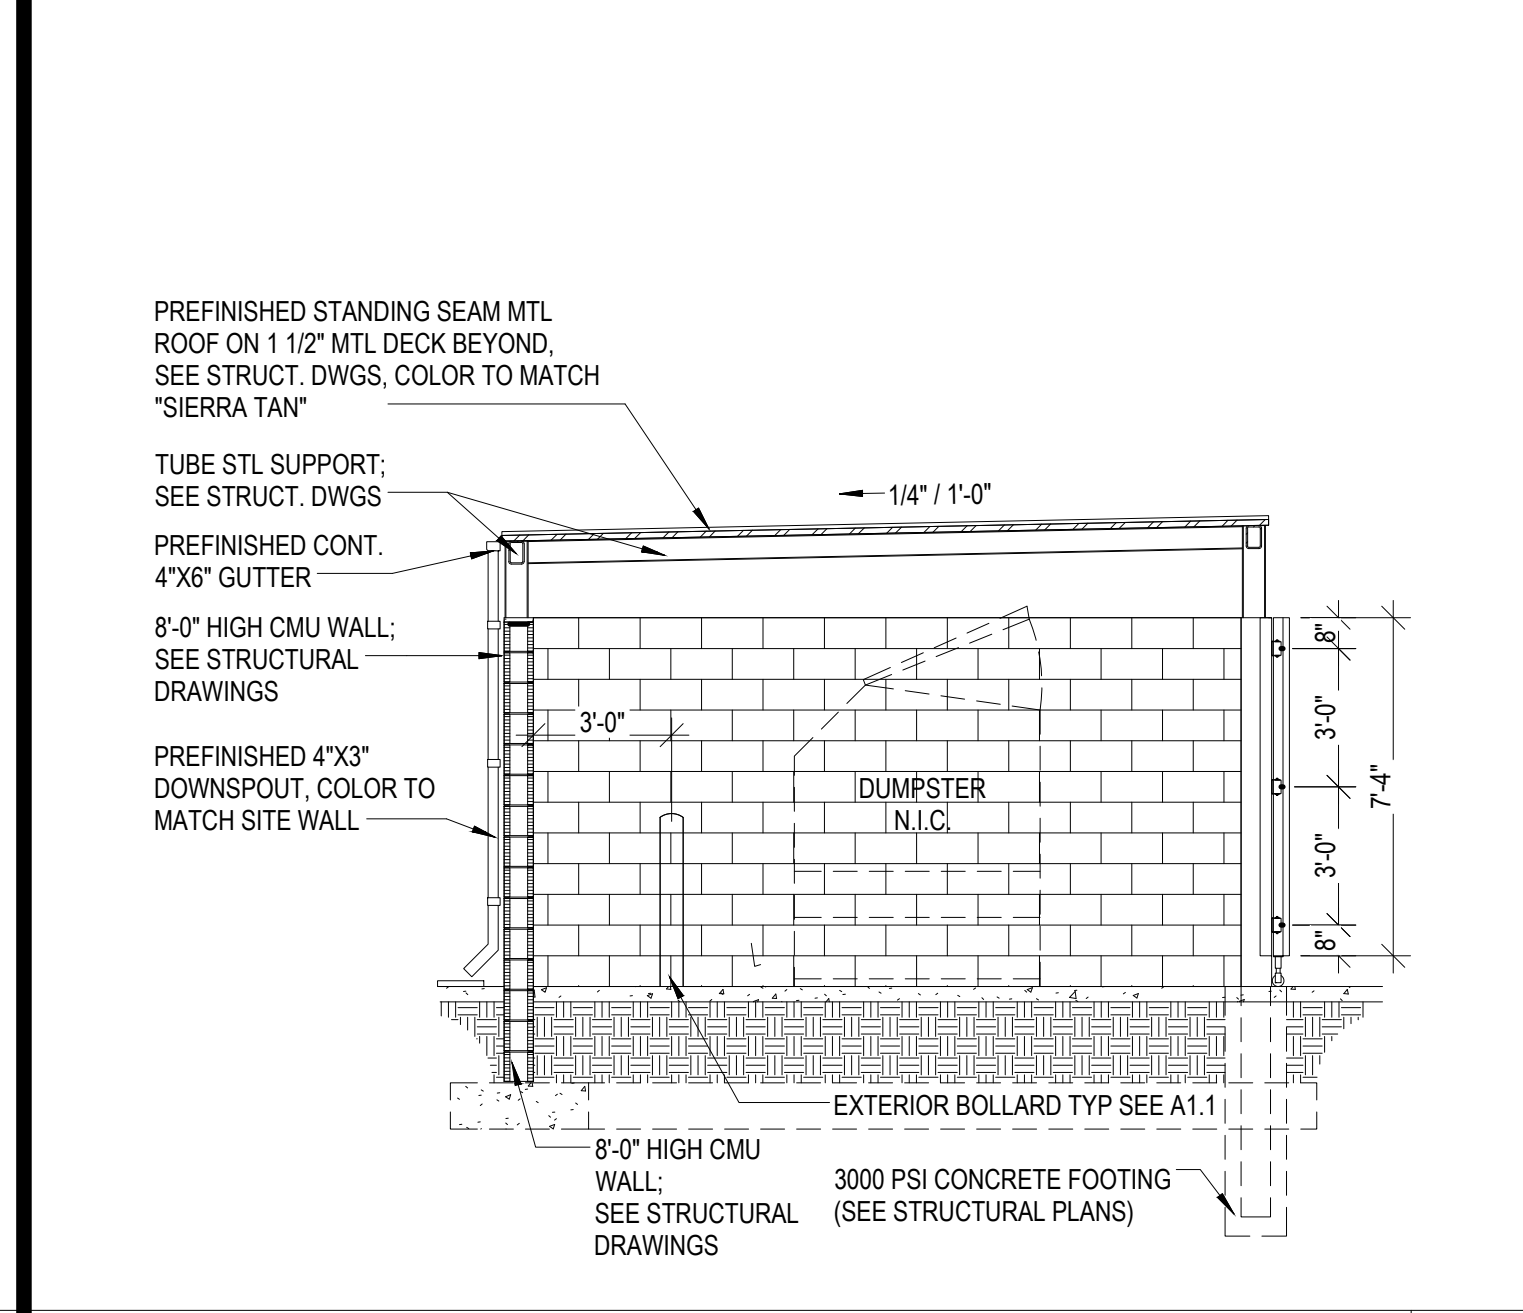 PREFINISHED STANDING SEAM MTL
ROOF ON 1 1/2" MTL DECK BEYOND,
SEE STRUCT. DWGS, COLOR TO MATCH
"SIERRA TAN"
TUBE STL SUPPORT;
SEE STRUCT. DWGS
1/4" / 1'-0"
PREFINISHED CONT.
4"X6" GUTTER
8'-0" HIGH CMU WALL;
SEE STRUCTURAL
DRAWINGS
PREFINISHED 4"X3"
DOWNSPOUT, COLOR TO
MATCH SITE WALL
3'-0"
DUMPSTER
N.I.C.
8"
3'-0"
3'-0"
8"
7'-4"
EXTERIOR BOLLARD TYP SEE A1.1
8'-0" HIGH CMU
WALL;
SEE STRUCTURAL
DRAWINGS
3000 PSI CONCRETE FOOTING
(SEE STRUCTURAL PLANS)